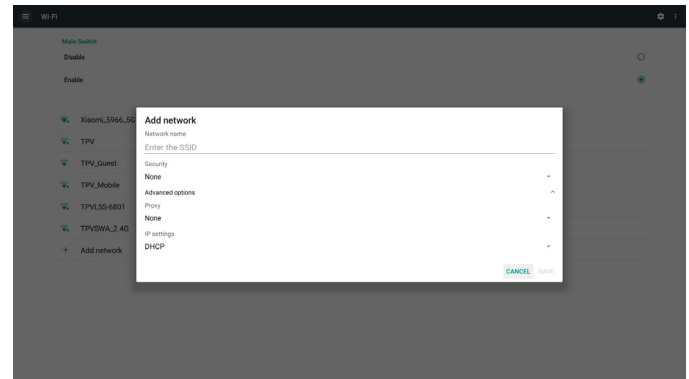 Wi-Fi
Main Switch
Disable
Enable
Xiaomi_5966_5G
TPV
TPV_Guest
TPV_Mobile
TPVLSS-6801
TPVSWA_2.4G
Add network
Add network
Network name
Enter the SSID
Security
None
Advanced options
Proxy
None
IP settings
DHCP
CANCEL SAVE